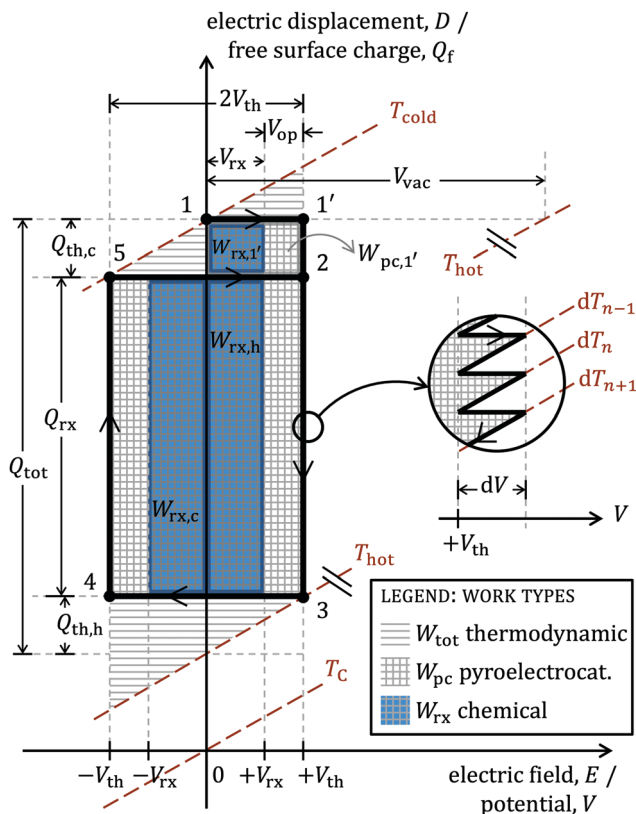 electric displacement, D /
free surface charge, Q_f
2V_th
T_cold
V_op
V_rx
V_vac
1
1′
Q_th,c
W_rx,1′
W_pc,1′
T_hot
5
2
W_rx,h
dT_n−1
dT_n
dT_n+1
Q_rx
Q_tot
dV
V
+V_th
W_rx,c
T_hot
4
3
Q_th,h
LEGEND: WORK TYPES
W_tot thermodynamic
W_pc pyroelectrocat.
W_rx chemical
T_C
−V_th
−V_rx
0
+V_rx
+V_th
electric field, E /
potential, V